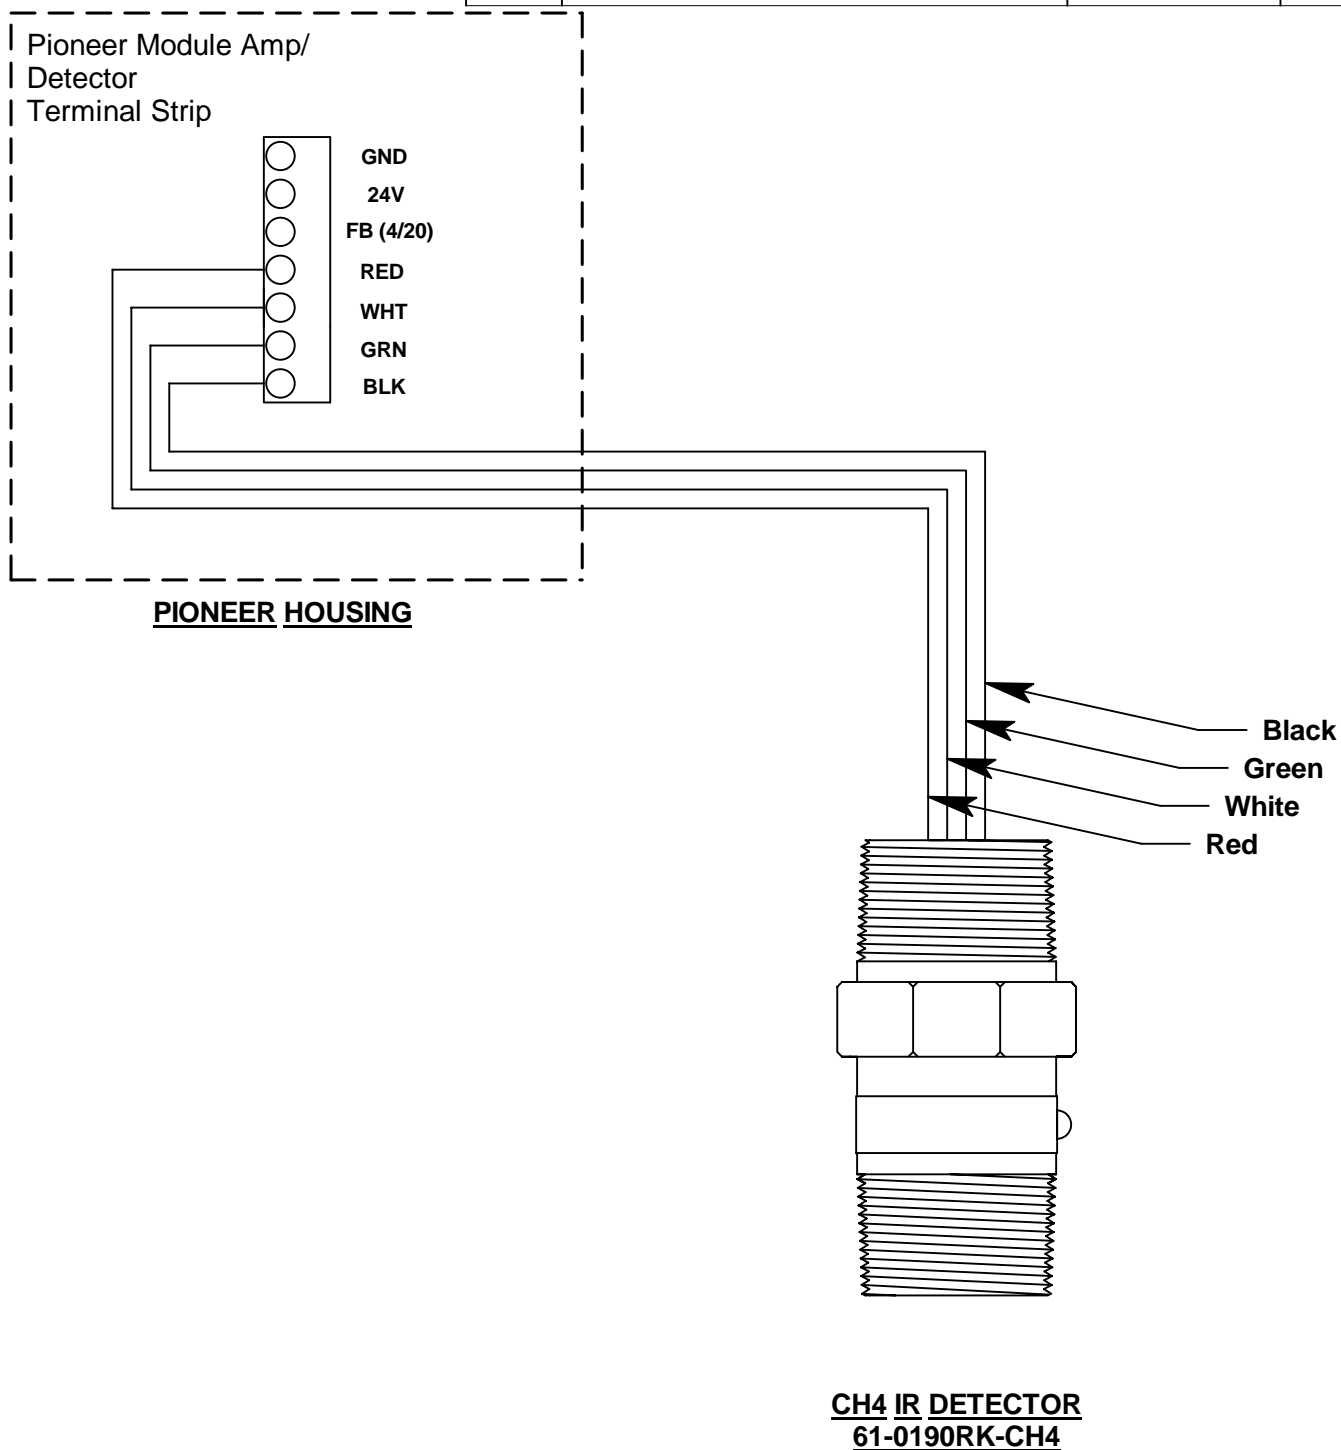 Pioneer Module Amp/
Detector
Terminal Strip
GND
24V
FB (4/20)
RED
WHT
GRN
BLK
PIONEER HOUSING
Black
Green
White
Red
CH4 IR DETECTOR
61-0190RK-CH4